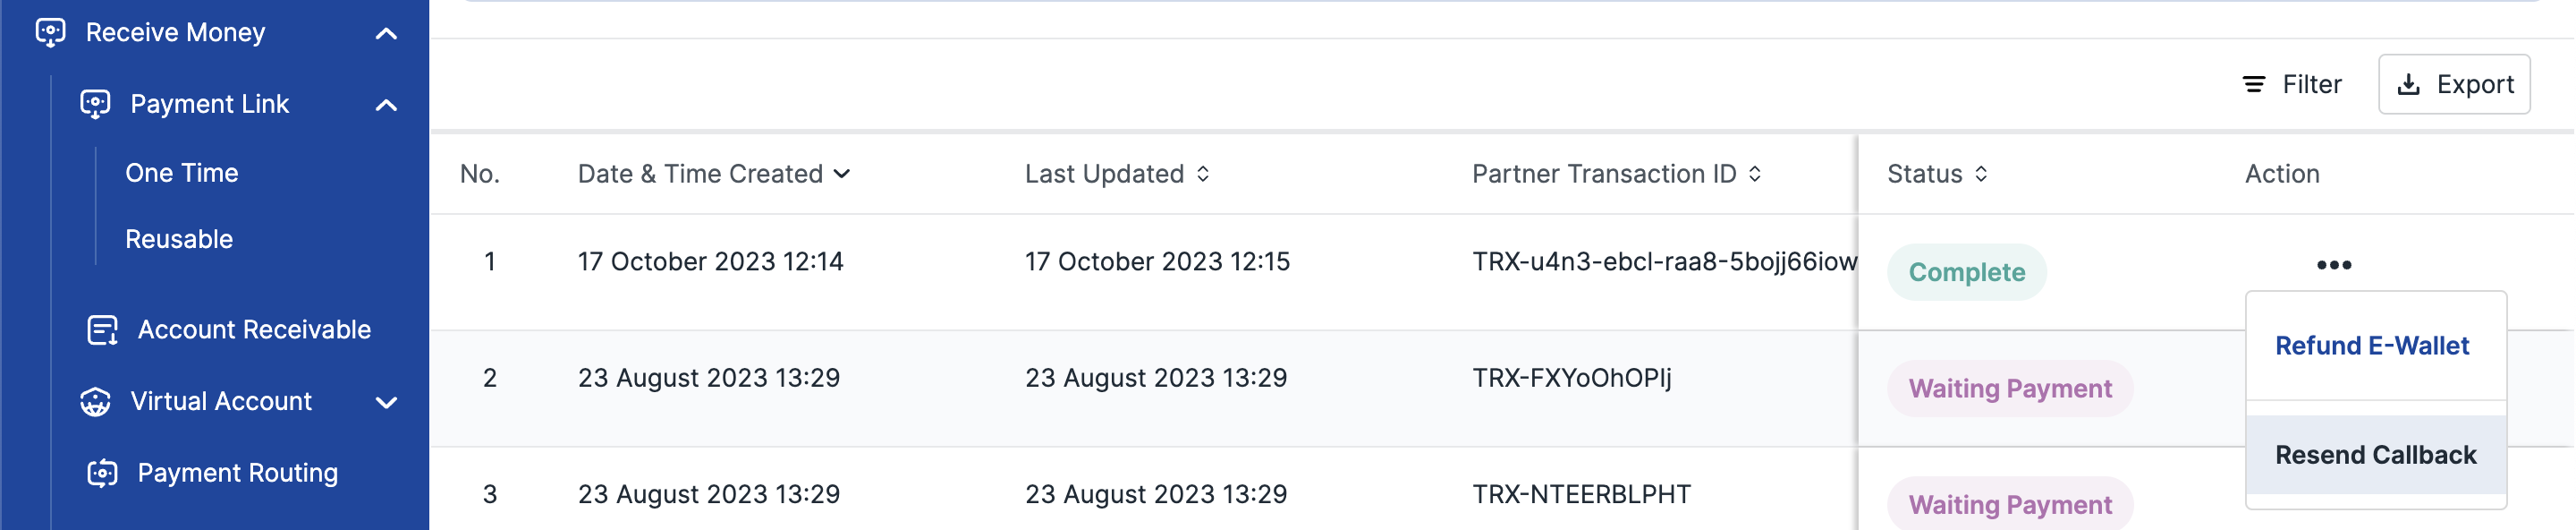 Receive Money
Payment Link
One Time
Reusable
Account Receivable
Virtual Account
Payment Routing
Filter
Export
No. Date & Time Created Last Updated Partner Transaction ID Status Action
1 17 October 2023 12:14 17 October 2023 12:15 TRX-u4n3-ebcl-raa8-5bojj66iow Complete
2 23 August 2023 13:29 23 August 2023 13:29 TRX-FXYoOhOPIj Waiting Payment
3 23 August 2023 13:29 23 August 2023 13:29 TRX-NTEERBLPHT Waiting Payment
Refund E-Wallet
Resend Callback